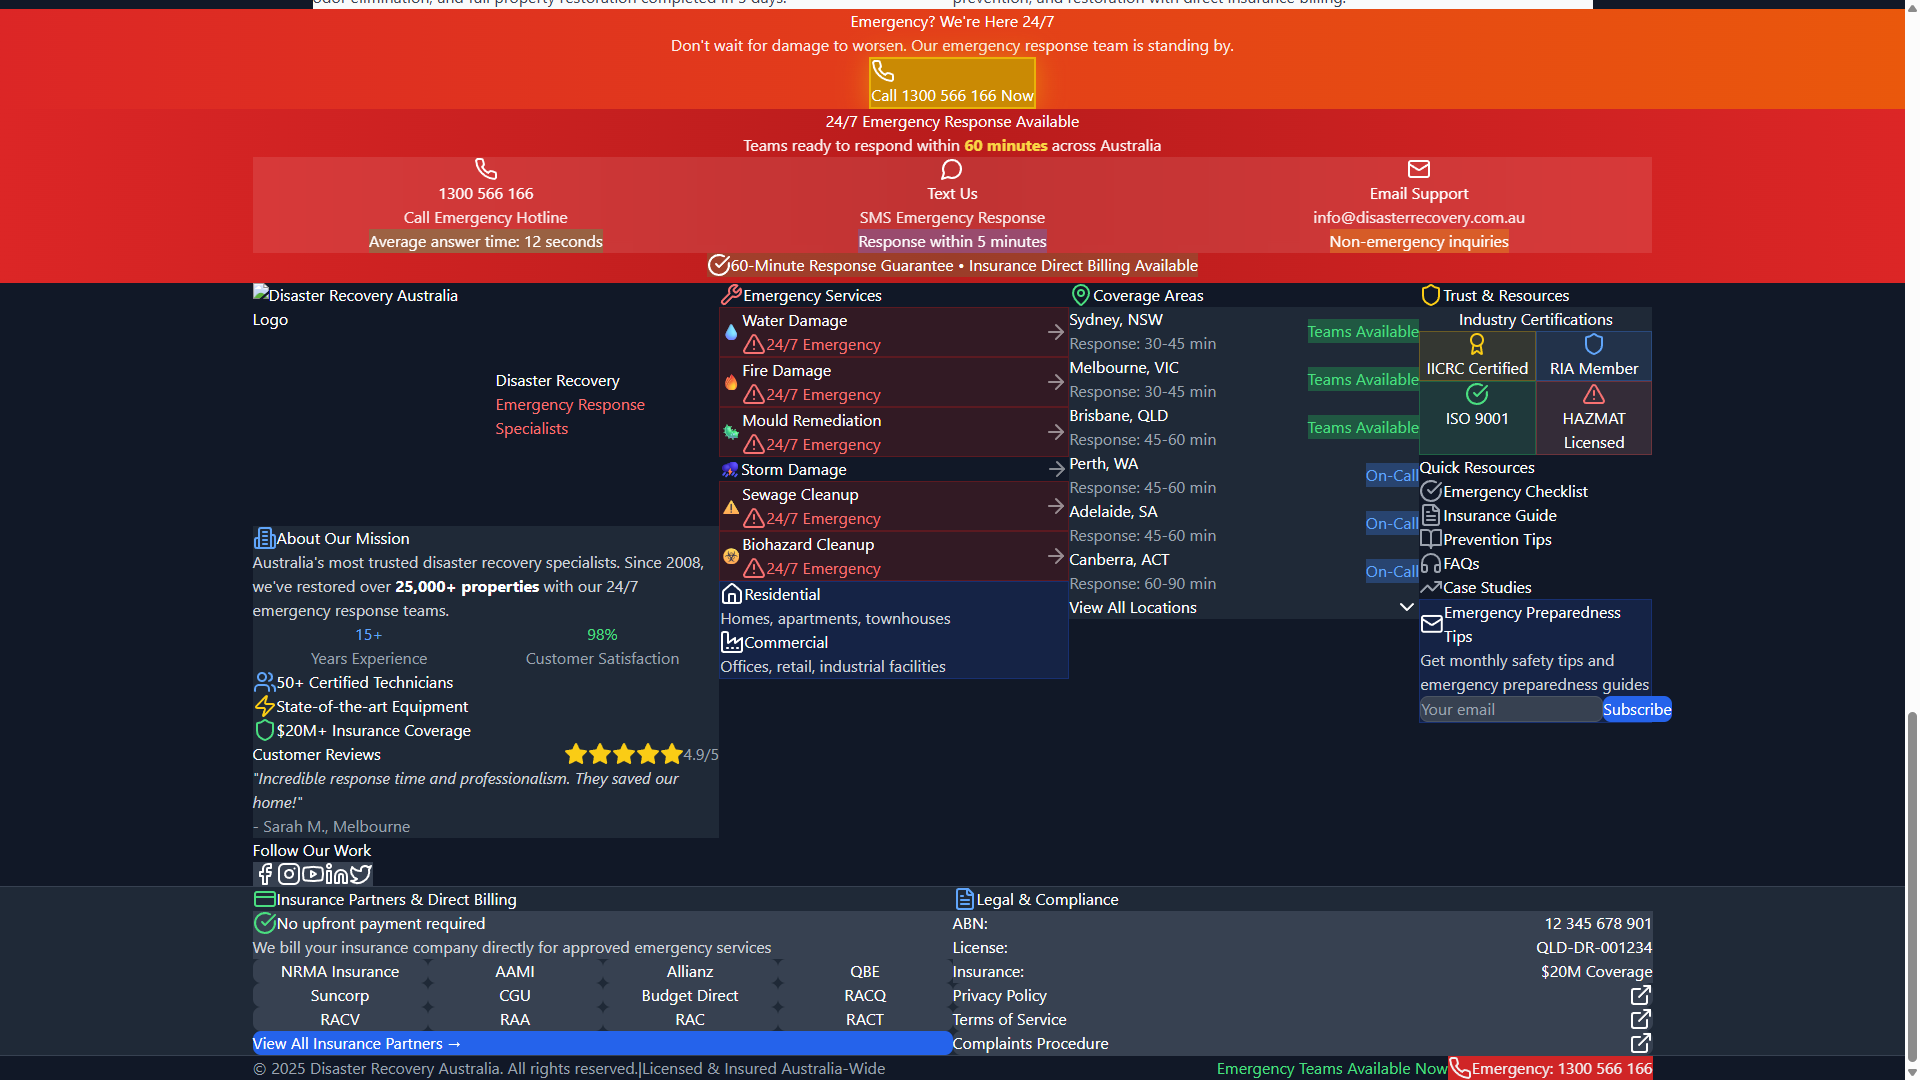 odor elimination, and full property restoration completed in 5 days.
prevention, and restoration with direct insurance billing.
Emergency? We're Here 24/7
Don't wait for damage to worsen. Our emergency response team is standing by.
Call 1300 566 166 Now
24/7 Emergency Response Available
Teams ready to respond within 60 minutes across Australia
1300 566 166
Call Emergency Hotline
Average answer time: 12 seconds
Text Us
SMS Emergency Response
Response within 5 minutes
Email Support
info@disasterrecovery.com.au
Non-emergency inquiries
60-Minute Response Guarantee • Insurance Direct Billing Available
Disaster Recovery Australia
Logo
Disaster Recovery
Emergency Response
Specialists
About Our Mission
Australia's most trusted disaster recovery specialists. Since 2008,
we've restored over 25,000+ properties with our 24/7
emergency response teams.
15+
Years Experience
98%
Customer Satisfaction
50+ Certified Technicians
State-of-the-art Equipment
$20M+ Insurance Coverage
Customer Reviews
4.9/5
"Incredible response time and professionalism. They saved our
home!"
- Sarah M., Melbourne
Follow Our Work
Emergency Services
Water Damage
24/7 Emergency
Fire Damage
24/7 Emergency
Mould Remediation
24/7 Emergency
Storm Damage
Sewage Cleanup
24/7 Emergency
Biohazard Cleanup
24/7 Emergency
Residential
Homes, apartments, townhouses
Commercial
Offices, retail, industrial facilities
Coverage Areas
Sydney, NSW
Response: 30-45 min
Teams Available
Melbourne, VIC
Response: 30-45 min
Teams Available
Brisbane, QLD
Response: 45-60 min
Teams Available
Perth, WA
Response: 45-60 min
On-Call
Adelaide, SA
Response: 45-60 min
On-Call
Canberra, ACT
Response: 60-90 min
On-Call
View All Locations
Trust & Resources
Industry Certifications
IICRC Certified
RIA Member
ISO 9001
HAZMAT
Licensed
Quick Resources
Emergency Checklist
Insurance Guide
Prevention Tips
FAQs
Case Studies
Emergency Preparedness
Tips
Get monthly safety tips and
emergency preparedness guides
Your email
Subscribe
Insurance Partners & Direct Billing
No upfront payment required
We bill your insurance company directly for approved emergency services
NRMA Insurance AAMI Allianz QBE
Suncorp CGU Budget Direct RACQ
RACV RAA RAC RACT
View All Insurance Partners →
Legal & Compliance
ABN: 12 345 678 901
License: QLD-DR-001234
Insurance: $20M Coverage
Privacy Policy
Terms of Service
Complaints Procedure
© 2025 Disaster Recovery Australia. All rights reserved.|Licensed & Insured Australia-Wide
Emergency Teams Available Now
Emergency: 1300 566 166